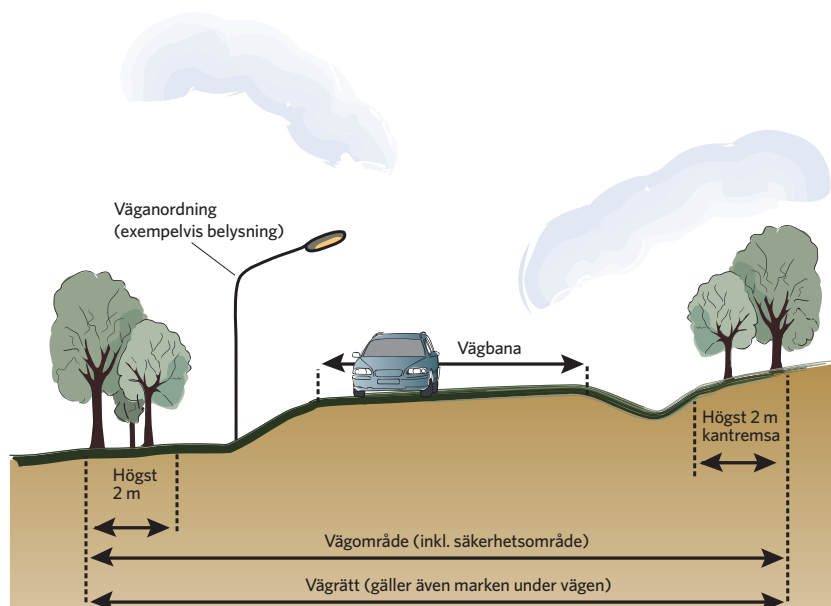 Väganordning
(exempelvis belysning)
Vägbana
Högst 2 m
kantremsa
Högst
2 m
Vägområde (inkl. säkerhetsområde)
Vägrätt (gäller även marken under vägen)